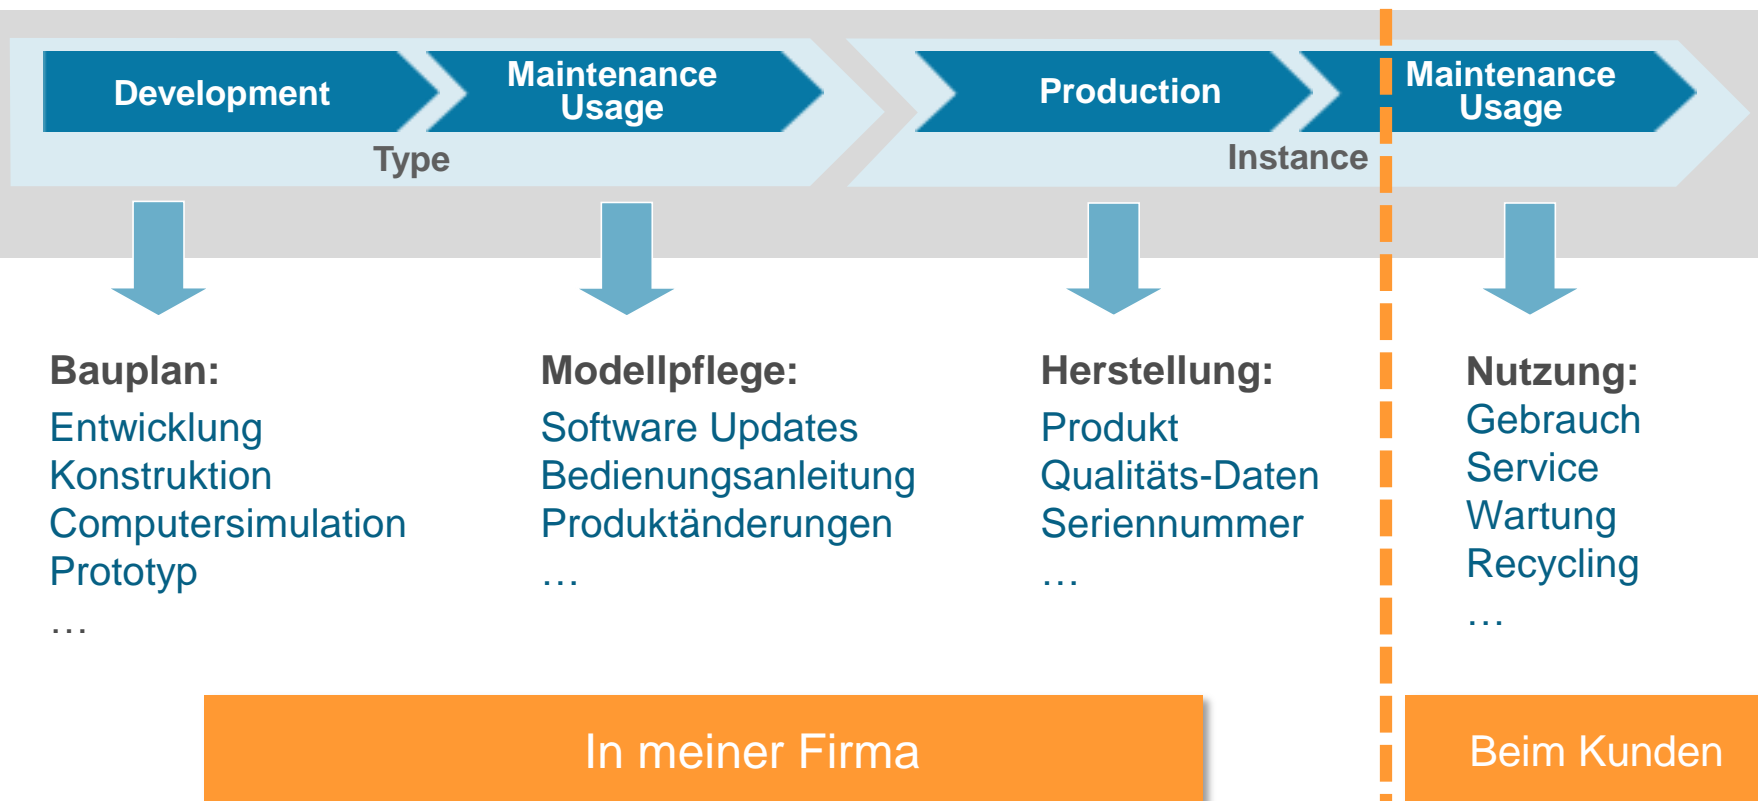 Development
Maintenance
Usage
Production
Maintenance
Usage
Type
Instance
Bauplan:
Entwicklung
Konstruktion
Computersimulation
Prototyp
…
Modellpflege:
Software Updates
Bedienungsanleitung
Produktänderungen
…
Herstellung:
Produkt
Qualitäts-Daten
Seriennummer
…
Nutzung:
Gebrauch
Service
Wartung
Recycling
…
In meiner Firma
Beim Kunden